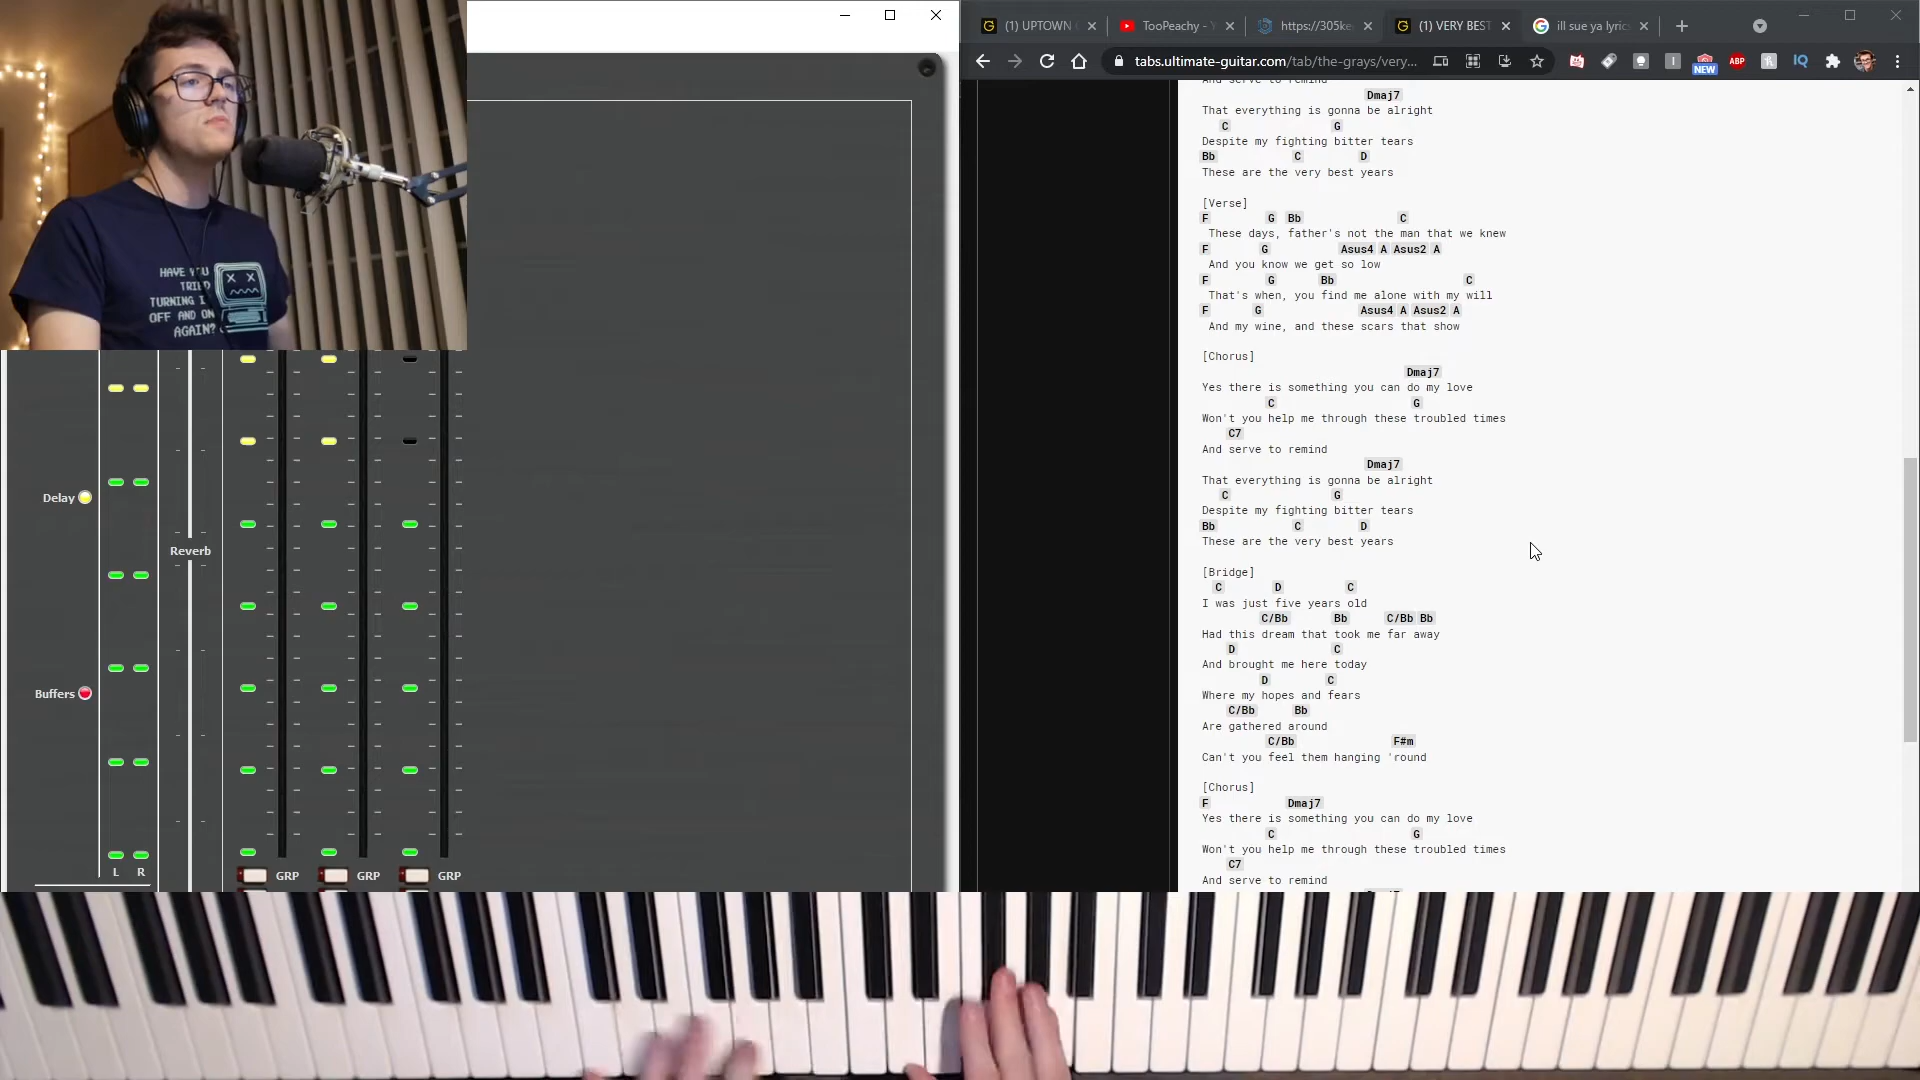 (1) UPTOWN
TooPeachy - Y
https://305ke
(1) VERY BEST
ill sue ya lyric
tabs.ultimate-guitar.com/tab/the-grays/very...
NEW
ABP
IQ
HAVE YOU
TRIED
TURNING I
OFF AND ON
AGAIN?
Delay
Reverb
Buffers
L R
GRP GRP GRP
And serve to remind
Dmaj7
That everything is gonna be alright
C G
Despite my fighting bitter tears
Bb C D
These are the very best years
[Verse]
F G Bb C
These days, father's not the man that we knew
F G Asus4 A Asus2 A
And you know we get so low
F G Bb C
That's when, you find me alone with my will
F G Asus4 A Asus2 A
And my wine, and these scars that show
[Chorus]
Dmaj7
Yes there is something you can do my love
C G
Won't you help me through these troubled times
C7
And serve to remind
Dmaj7
That everything is gonna be alright
C G
Despite my fighting bitter tears
Bb C D
These are the very best years
[Bridge]
C D C
I was just five years old
C/Bb Bb C/Bb Bb
Had this dream that took me far away
D C
And brought me here today
D C
Where my hopes and fears
C/Bb Bb
Are gathered around
C/Bb F#m
Can't you feel them hanging 'round
[Chorus]
F Dmaj7
Yes there is something you can do my love
C G
Won't you help me through these troubled times
C7
And serve to remind